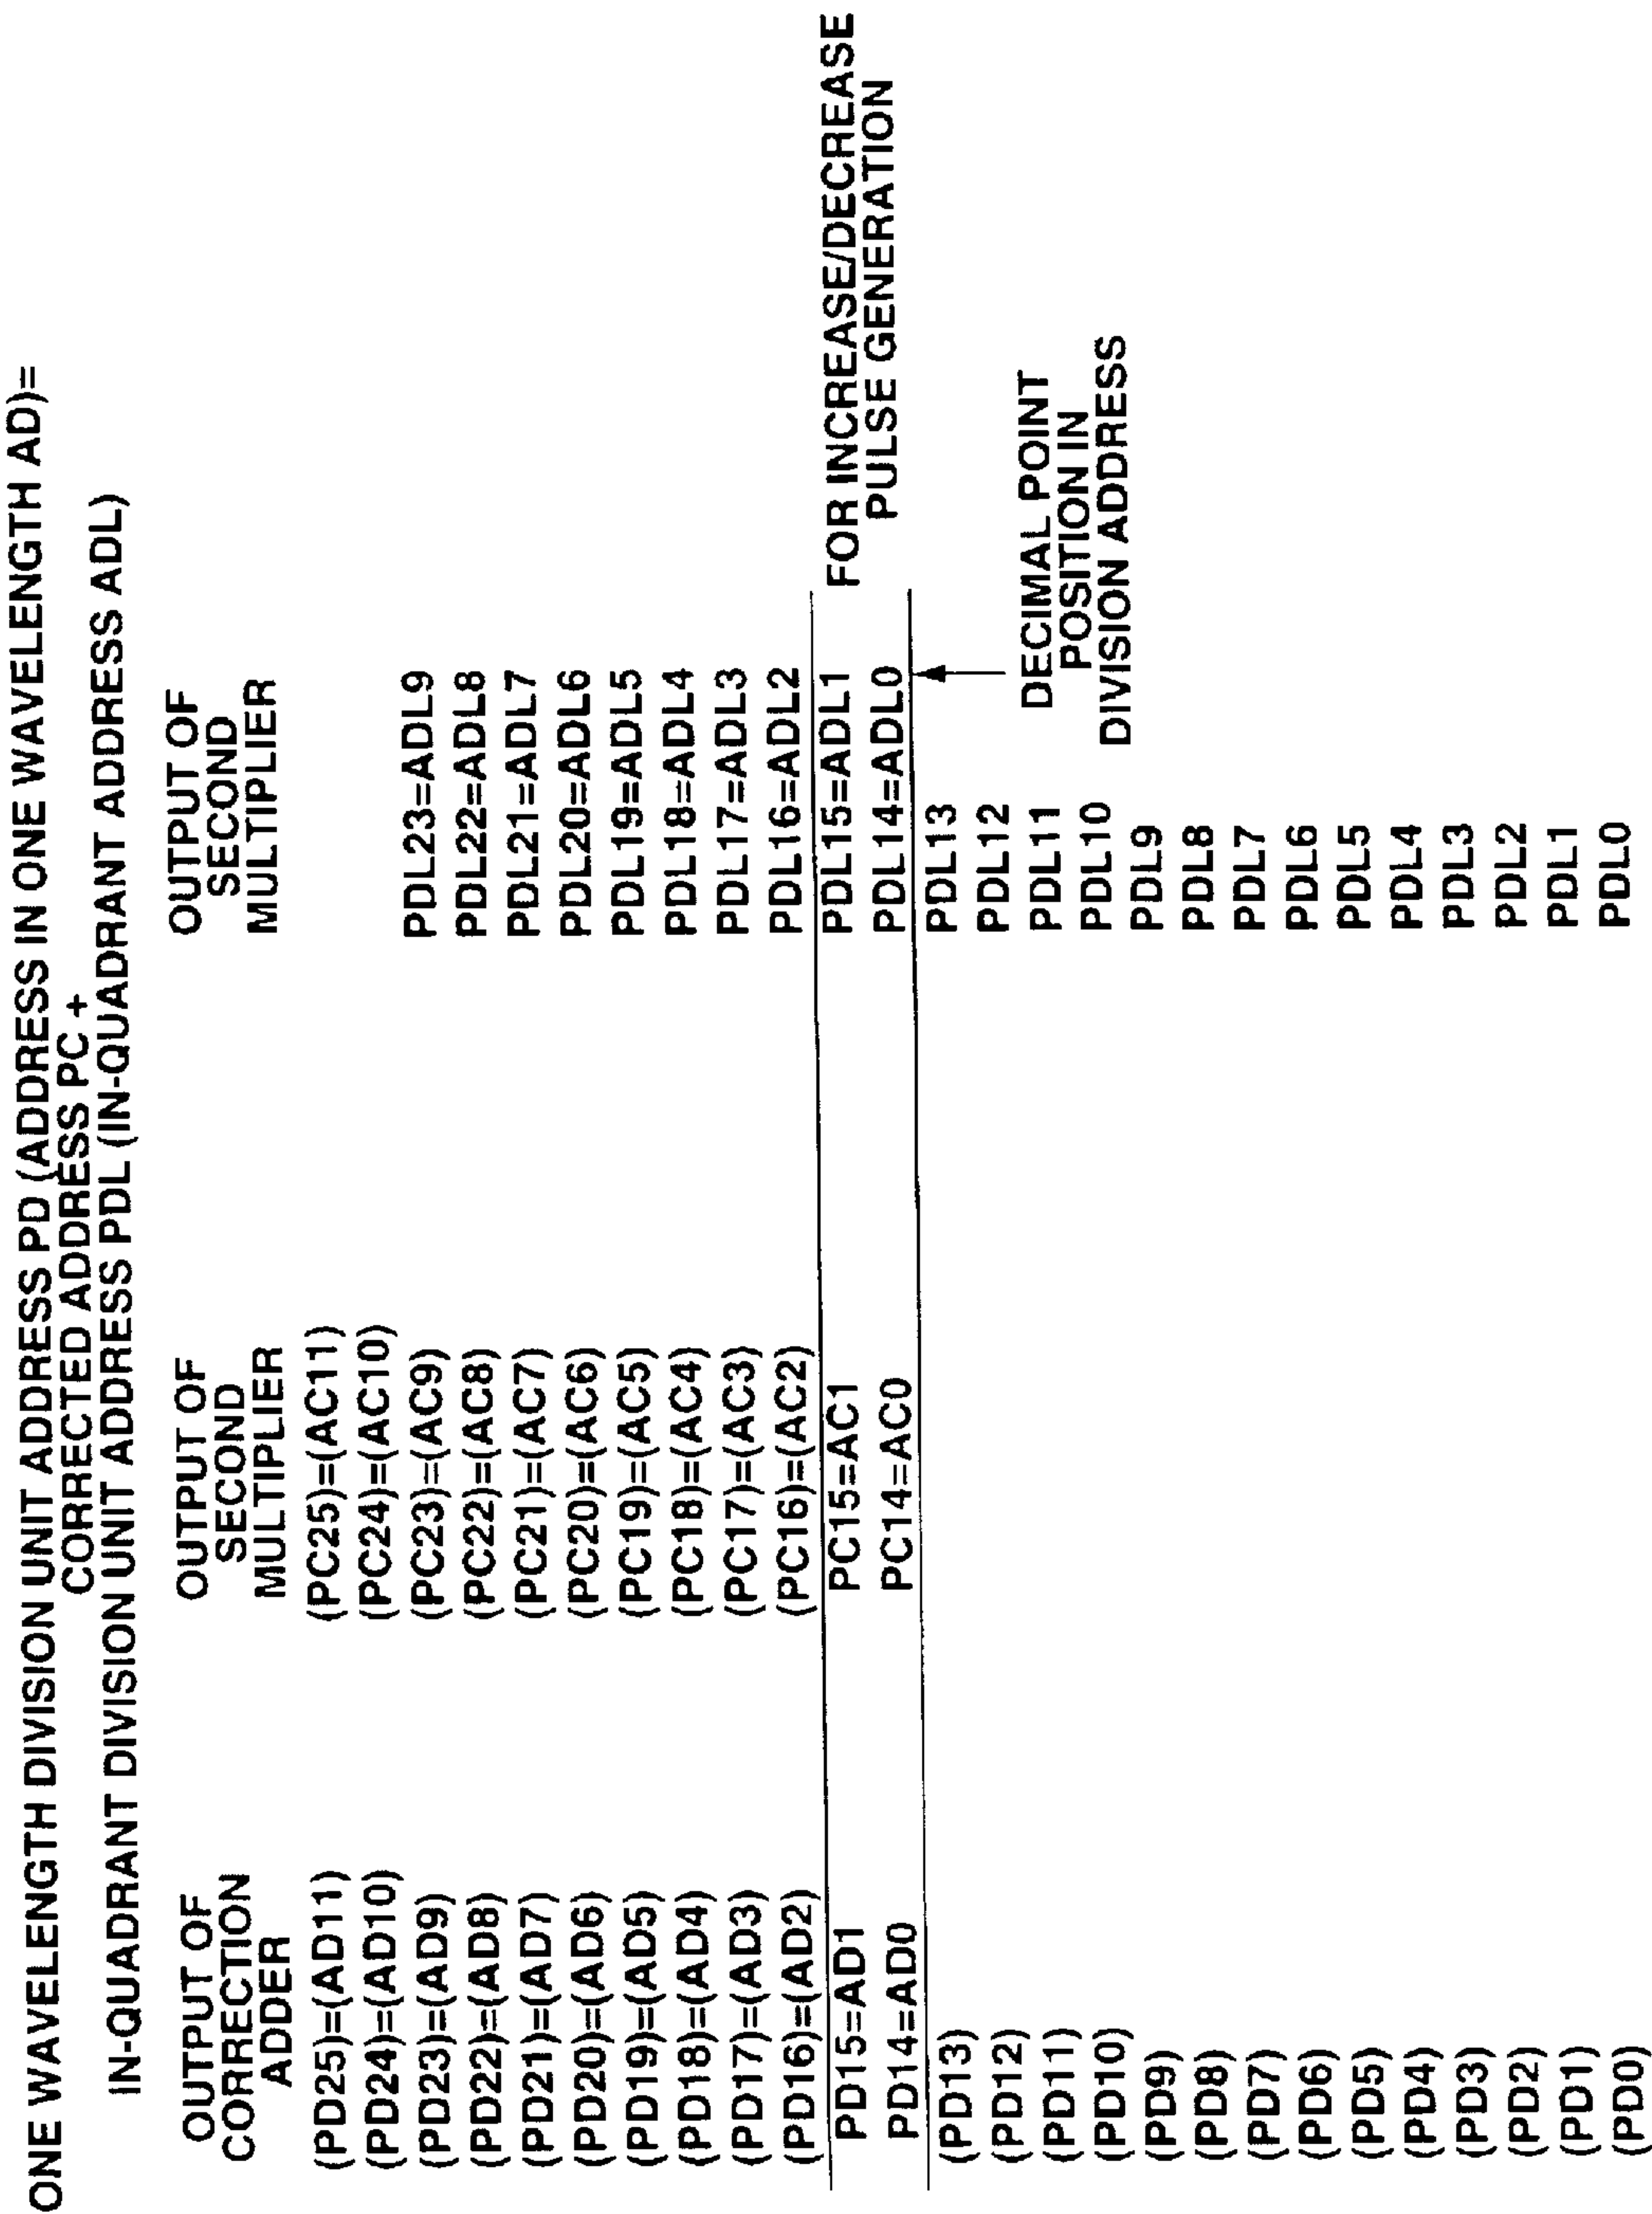 ONE WAVELENGTH DIVISION UNIT ADDRESS PD (ADDRESS IN ONE WAVELENGTH AD)=
CORRECTED ADDRESS PC +
IN-QUADRANT DIVISION UNIT ADDRESS PDL (IN-QUADRANT ADDRESS ADL)
OUTPUT OF
CORRECTION
ADDER
(PD25)=(AD11)
(PD24)=(AD10)
(PD23)=(AD9)
(PD22)=(AD8)
(PD21)=(AD7)
(PD20)=(AD6)
(PD19)=(AD5)
(PD18)=(AD4)
(PD17)=(AD3)
(PD16)=(AD2)
PD15=AD1
PD14=AD0
(PD13)
(PD12)
(PD11)
(PD10)
(PD9)
(PD8)
(PD7)
(PD6)
(PD5)
(PD4)
(PD3)
(PD2)
(PD1)
(PD0)
OUTPUT OF
SECOND
MULTIPLIER
(PC25)=(AC11)
(PC24)=(AC10)
(PC23)=(AC9)
(PC22)=(AC8)
(PC21)=(AC7)
(PC20)=(AC6)
(PC19)=(AC5)
(PC18)=(AC4)
(PC17)=(AC3)
(PC16)=(AC2)
PC15=AC1
PC14=AC0
OUTPUT OF
SECOND
MULTIPLIER
PDL23=ADL9
PDL22=ADL8
PDL21=ADL7
PDL20=ADL6
PDL19=ADL5
PDL18=ADL4
PDL17=ADL3
PDL16=ADL2
PDL15=ADL1
PDL14=ADL0
PDL13
PDL12
PDL11
PDL10
PDL9
PDL8
PDL7
PDL6
PDL5
PDL4
PDL3
PDL2
PDL1
PDL0
FOR INCREASE/DECREASE
PULSE GENERATION
DECIMAL POINT
POSITION IN
DIVISION ADDRESS